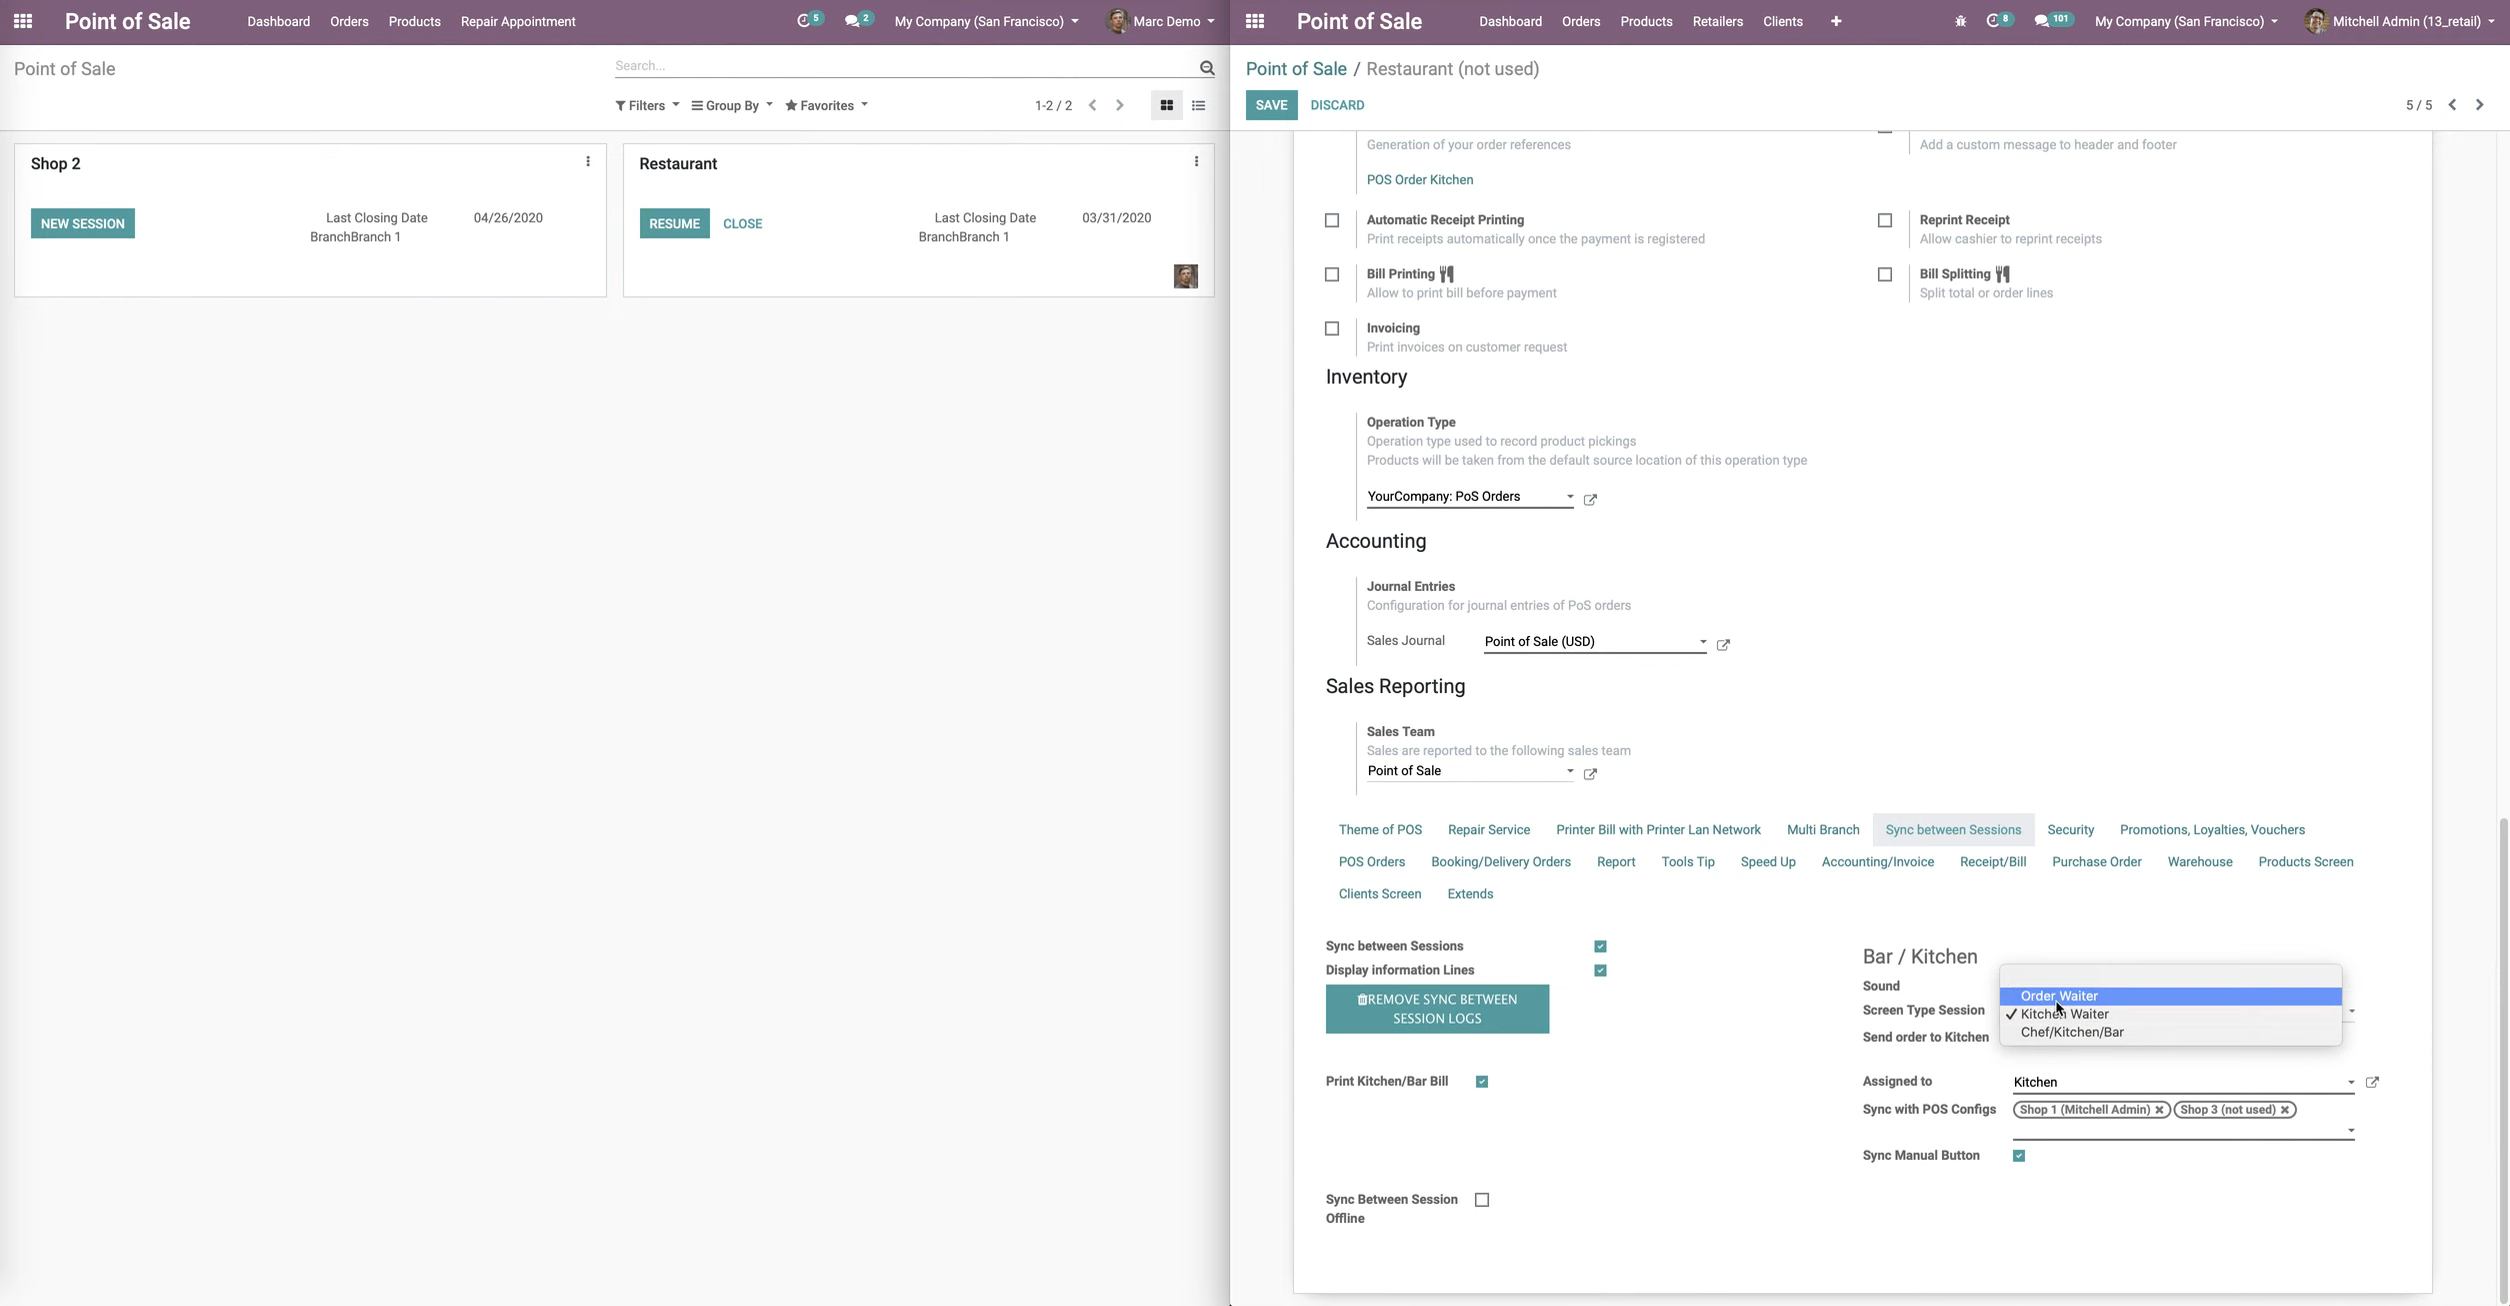 Point of Sale Dashboard Orders Products Repair Appointment 5 2 My Company (San Francisco) Marc Demo
Point of Sale
Search...
Filters Group By Favorites 1-2 / 2
Shop 2
NEW SESSION
Last Closing Date 04/26/2020
BranchBranch 1
Restaurant
RESUME CLOSE
Last Closing Date 03/31/2020
BranchBranch 1
Point of Sale Dashboard Orders Products Retailers Clients + 8 101 My Company (San Francisco) Mitchell Admin (13_retail)
Point of Sale / Restaurant (not used)
SAVE DISCARD 5 / 5
Generation of your order references
Add a custom message to header and footer
POS Order Kitchen
Automatic Receipt Printing
Print receipts automatically once the payment is registered
Reprint Receipt
Allow cashier to reprint receipts
Bill Printing
Allow to print bill before payment
Bill Splitting
Split total or order lines
Invoicing
Print invoices on customer request
Inventory
Operation Type
Operation type used to record product pickings
Products will be taken from the default source location of this operation type
YourCompany: PoS Orders
Accounting
Journal Entries
Configuration for journal entries of PoS orders
Sales Journal Point of Sale (USD)
Sales Reporting
Sales Team
Sales are reported to the following sales team
Point of Sale
Theme of POS Repair Service Printer Bill with Printer Lan Network Multi Branch Sync between Sessions Security Promotions, Loyalties, Vouchers
POS Orders Booking/Delivery Orders Report Tools Tip Speed Up Accounting/Invoice Receipt/Bill Purchase Order Warehouse Products Screen
Clients Screen Extends
Sync between Sessions
Display information Lines
REMOVE SYNC BETWEEN
SESSION LOGS
Print Kitchen/Bar Bill
Sync Between Session
Offline
Bar / Kitchen
Sound
Screen Type Session
Send order to Kitchen
Order Waiter
Kitchen Waiter
Chef/Kitchen/Bar
Assigned to Kitchen
Sync with POS Configs Shop 1 (Mitchell Admin) Shop 3 (not used)
Sync Manual Button